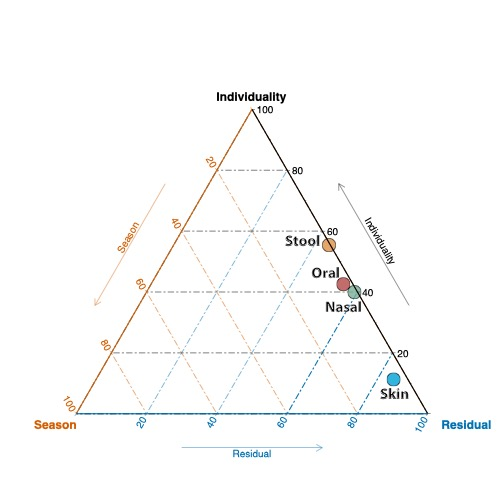 Individuality
100
20
80
Season
40
Stool
60
Individuality
Oral
60
40
Nasal
80
20
Skin
100
Season
20
40
60
80
100
Residual
Residual